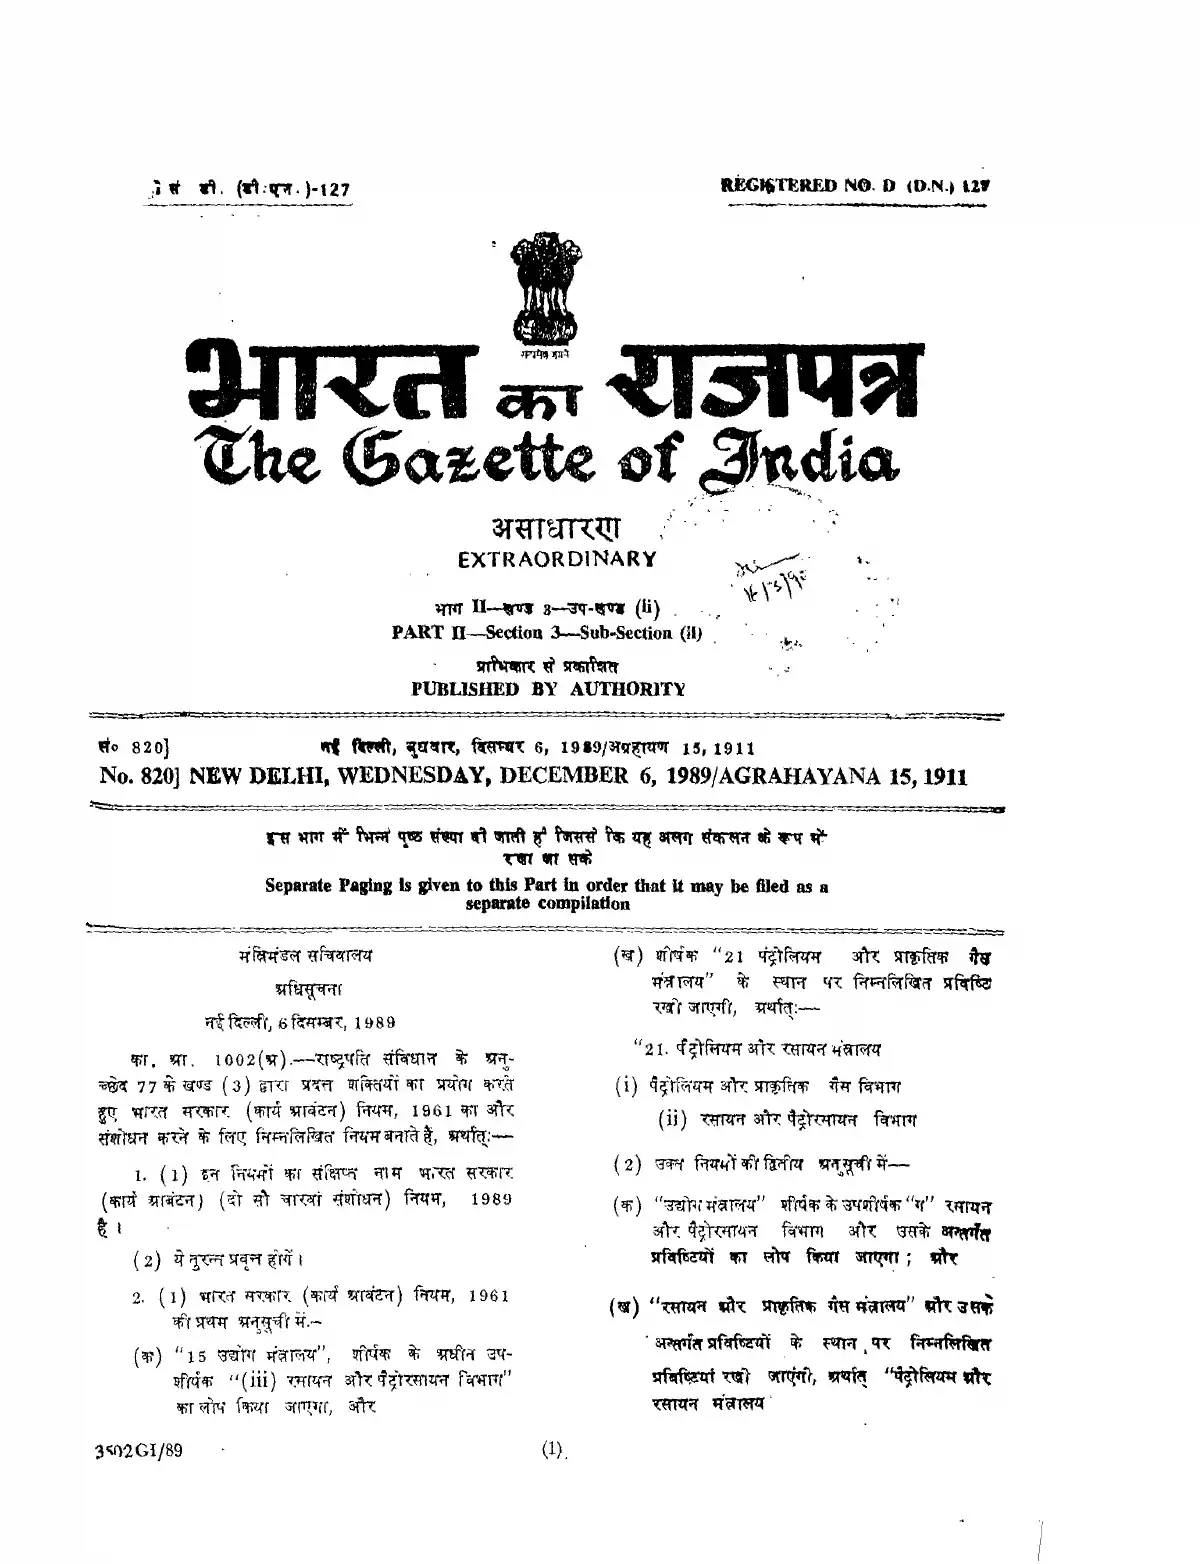 सं डी. (डी.एन.)-127
REGISTERED NO. D (D.N.) 127
सत्यमेव जयते
भारत का राजपत्र
The Gazette of India
असाधारण
EXTRAORDINARY
भाग II—खण्ड 3—उप-खण्ड (ii)
PART II—Section 3—Sub-Section (ii)
प्राधिकार से प्रकाशित
PUBLISHED BY AUTHORITY
सं० 820] नई दिल्ली, बुधवार, दिसम्बर 6, 1989/अग्रहायण 15, 1911
No. 820] NEW DELHI, WEDNESDAY, DECEMBER 6, 1989/AGRAHAYANA 15, 1911
इस भाग में भिन्न पृष्ठ संख्या दी जाती है जिससे कि यह अलग संकलन के रूप में
रखा जा सके
Separate Paging is given to this Part in order that it may be filed as a
separate compilation
मंत्रिमंडल सचिवालय
अधिसूचना
नई दिल्ली, 6 दिसम्बर, 1989
का. आ. 1002(अ).—राष्ट्रपति संविधान के अनु-
च्छेद 77 के खण्ड (3) द्वारा प्रदत्त शक्तियों का प्रयोग करते
हुए भारत सरकार (कार्य आवंटन) नियम, 1961 का और
संशोधन करने के लिए निम्नलिखित नियम बनाते हैं, अर्थात्:—
1. (1) इन नियमों का संक्षिप्त नाम भारत सरकार
(कार्य आवंटन) (दो सौ चारवां संशोधन) नियम, 1989
है।
(2) ये तुरन्त प्रवृत्त होगें।
2. (1) भारत सरकार (कार्य आवंटन) नियम, 1961
की प्रथम अनुसूची में.-
(क) "15 उद्योग मंत्रालय", शीर्षक के अधीन उप-
शीर्षक "(iii) रसायन और पैट्रोरसायन विभाग"
का लोप किया जाएगा, और
(ख) शीर्षक "21 पेट्रोलियम और प्राकृतिक गैस
मंत्रालय" के स्थान पर निम्नलिखित प्रविष्टि
रखी जाएगी, अर्थात्:—
"21. पैट्रोलियम और रसायन मंत्रालय
(i) पैट्रोलियम और प्राकृतिक गैस विभाग
(ii) रसायन और पैट्रोरसायन विभाग
(2) उक्त नियमों की द्वितीय अनुसूची में—
(क) "उद्योग मंत्रालय" शीर्षक के उपशीर्षक "ग" रसायन
और पैट्रोरसायन विभाग और उसके अन्तर्गत
प्रविष्टियों का लोप किया जाएगा ; और
(ख) "रसायन और प्राकृतिक गैस मंत्रालय" और उसके
अन्तर्गत प्रविष्टियों के स्थान पर निम्नलिखित
प्रविष्टियां रखी जाएंगी, अर्थात् "पेट्रोलियम और
रसायन मंत्रालय
3502GI/89
(1)